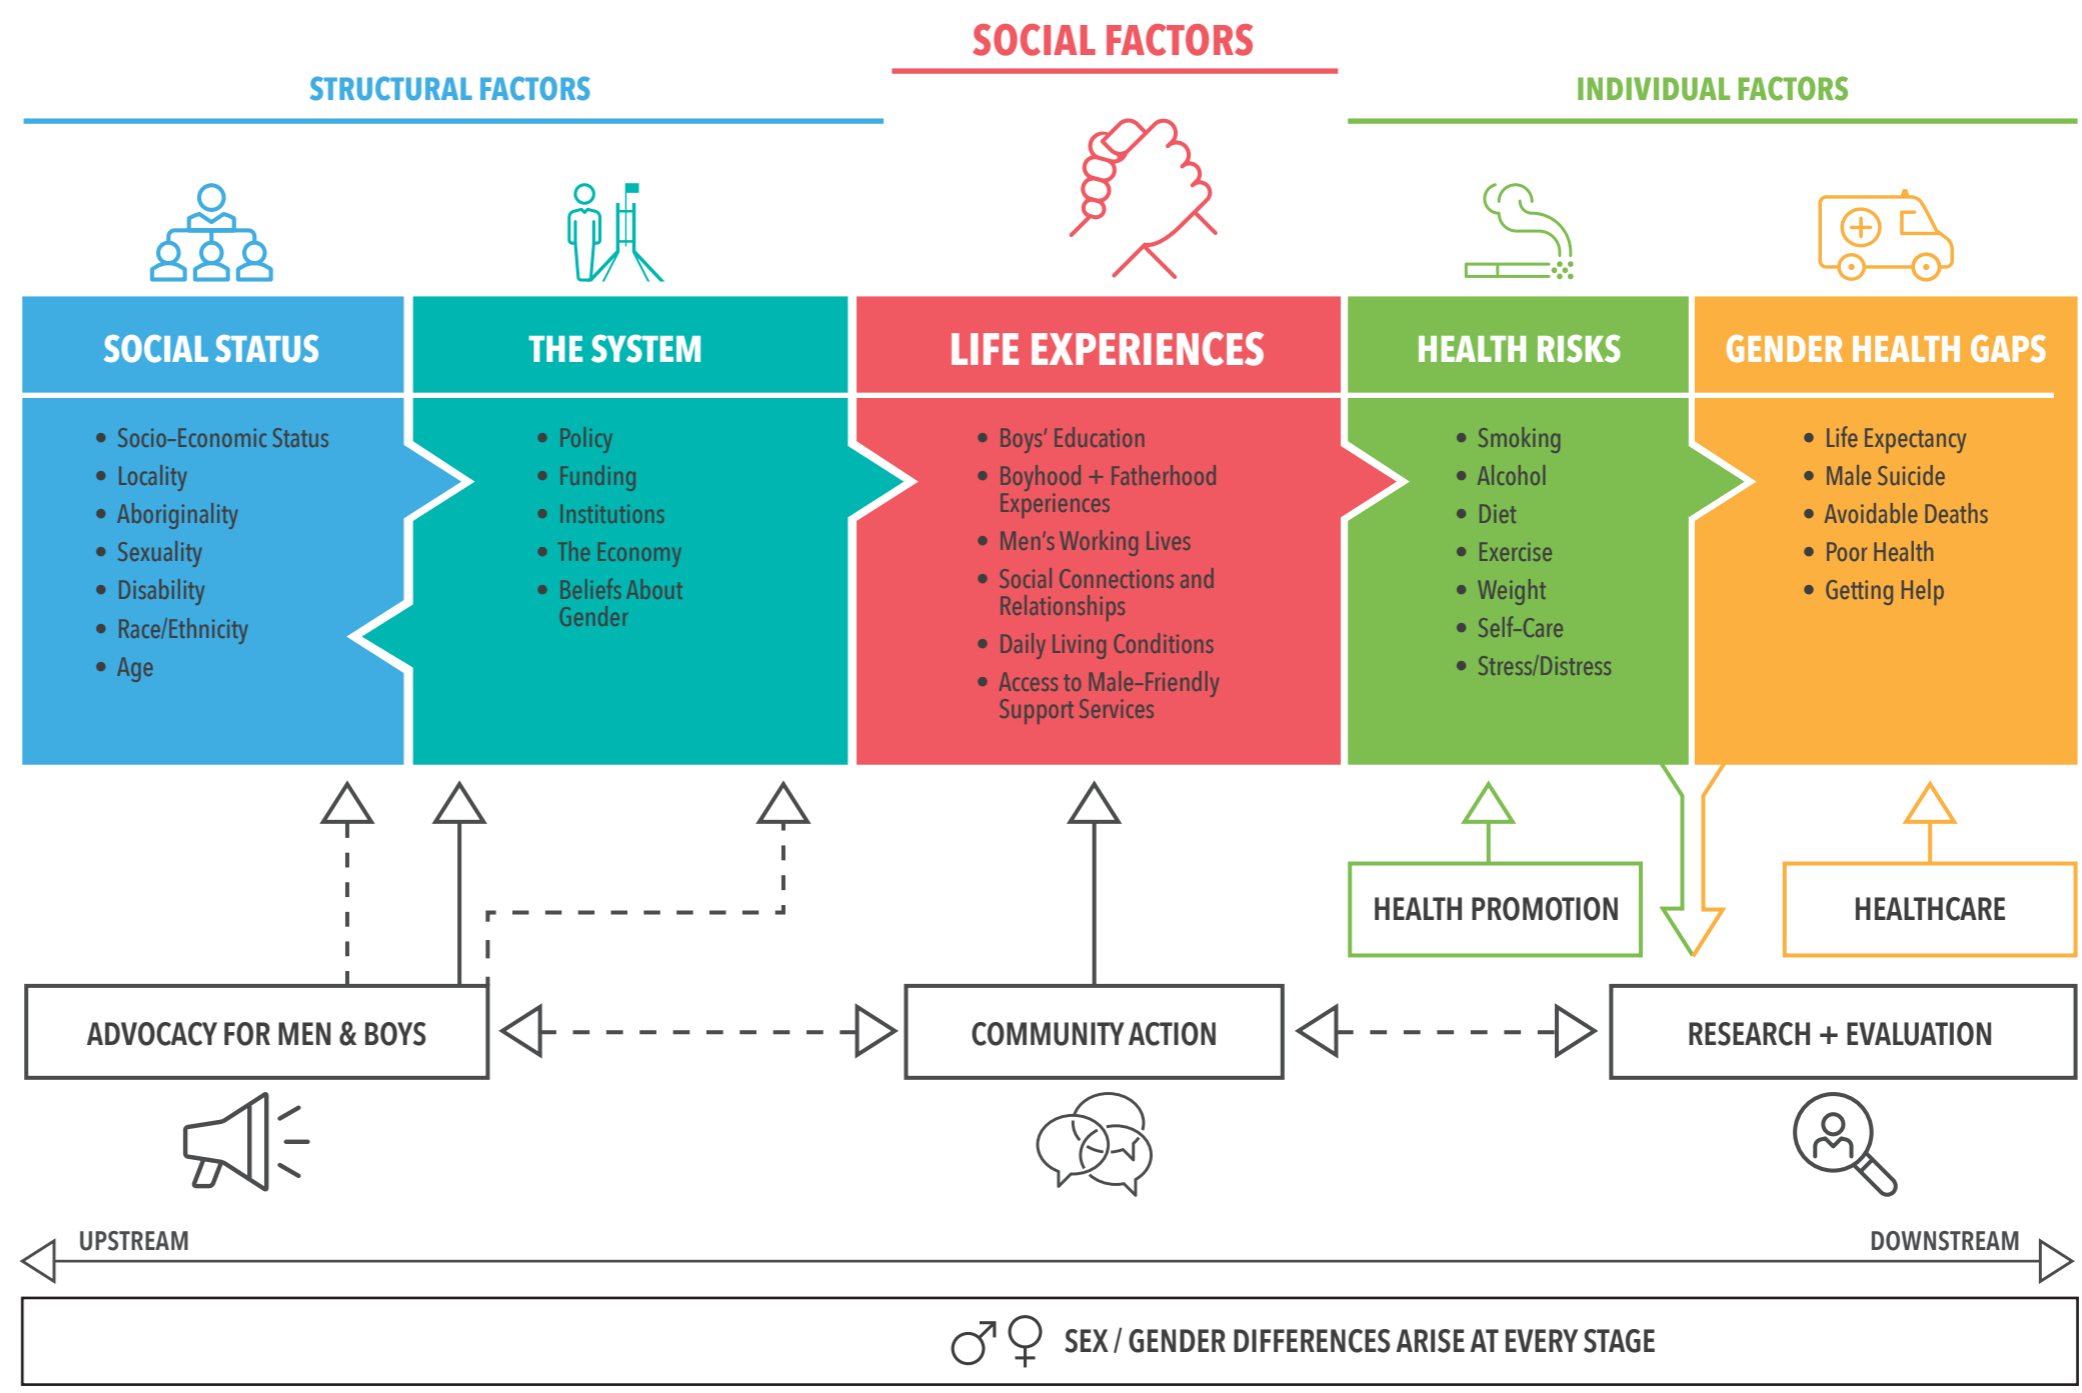 SOCIAL FACTORS
STRUCTURAL FACTORS
INDIVIDUAL FACTORS
SOCIAL STATUS
• Socio–Economic Status
• Locality
• Aboriginality
• Sexuality
• Disability
• Race/Ethnicity
• Age
THE SYSTEM
• Policy
• Funding
• Institutions
• The Economy
• Beliefs About
Gender
LIFE EXPERIENCES
• Boys’ Education
• Boyhood + Fatherhood
Experiences
• Men’s Working Lives
• Social Connections and
Relationships
• Daily Living Conditions
• Access to Male–Friendly
Support Services
HEALTH RISKS
• Smoking
• Alcohol
• Diet
• Exercise
• Weight
• Self–Care
• Stress/Distress
GENDER HEALTH GAPS
• Life Expectancy
• Male Suicide
• Avoidable Deaths
• Poor Health
• Getting Help
HEALTH PROMOTION
HEALTHCARE
ADVOCACY FOR MEN & BOYS
COMMUNITY ACTION
RESEARCH + EVALUATION
UPSTREAM
DOWNSTREAM
SEX / GENDER DIFFERENCES ARISE AT EVERY STAGE